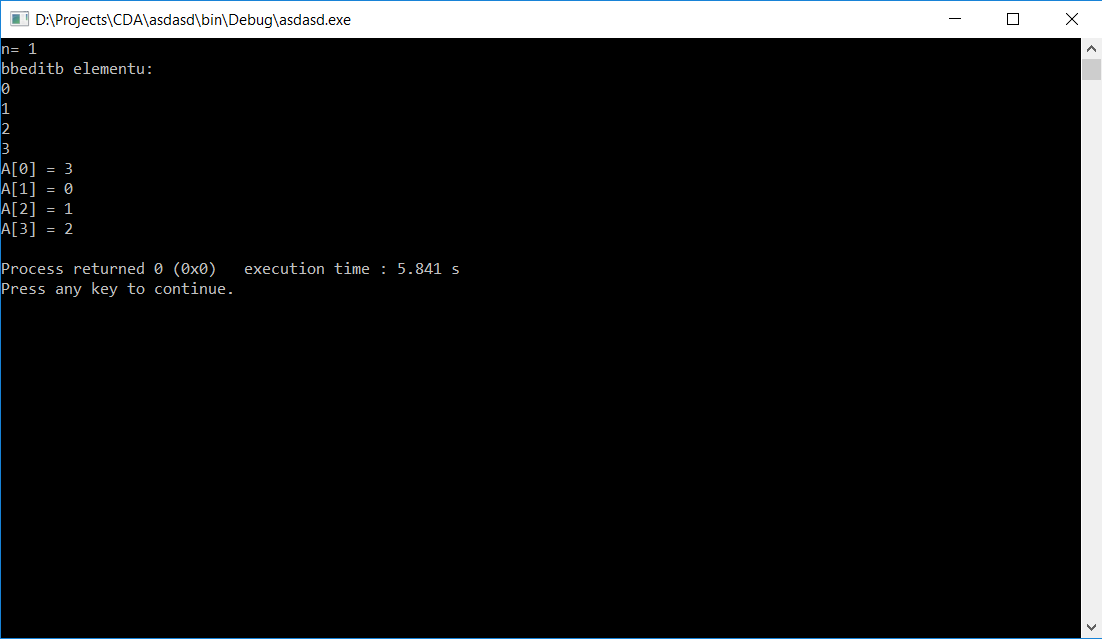 D:\Projects\CDA\asdasd\bin\Debug\asdasd.exe
n= 1
bbeditb elementu:
0
1
2
3
A[0] = 3
A[1] = 0
A[2] = 1
A[3] = 2
Process returned 0 (0x0)   execution time : 5.841 s
Press any key to continue.